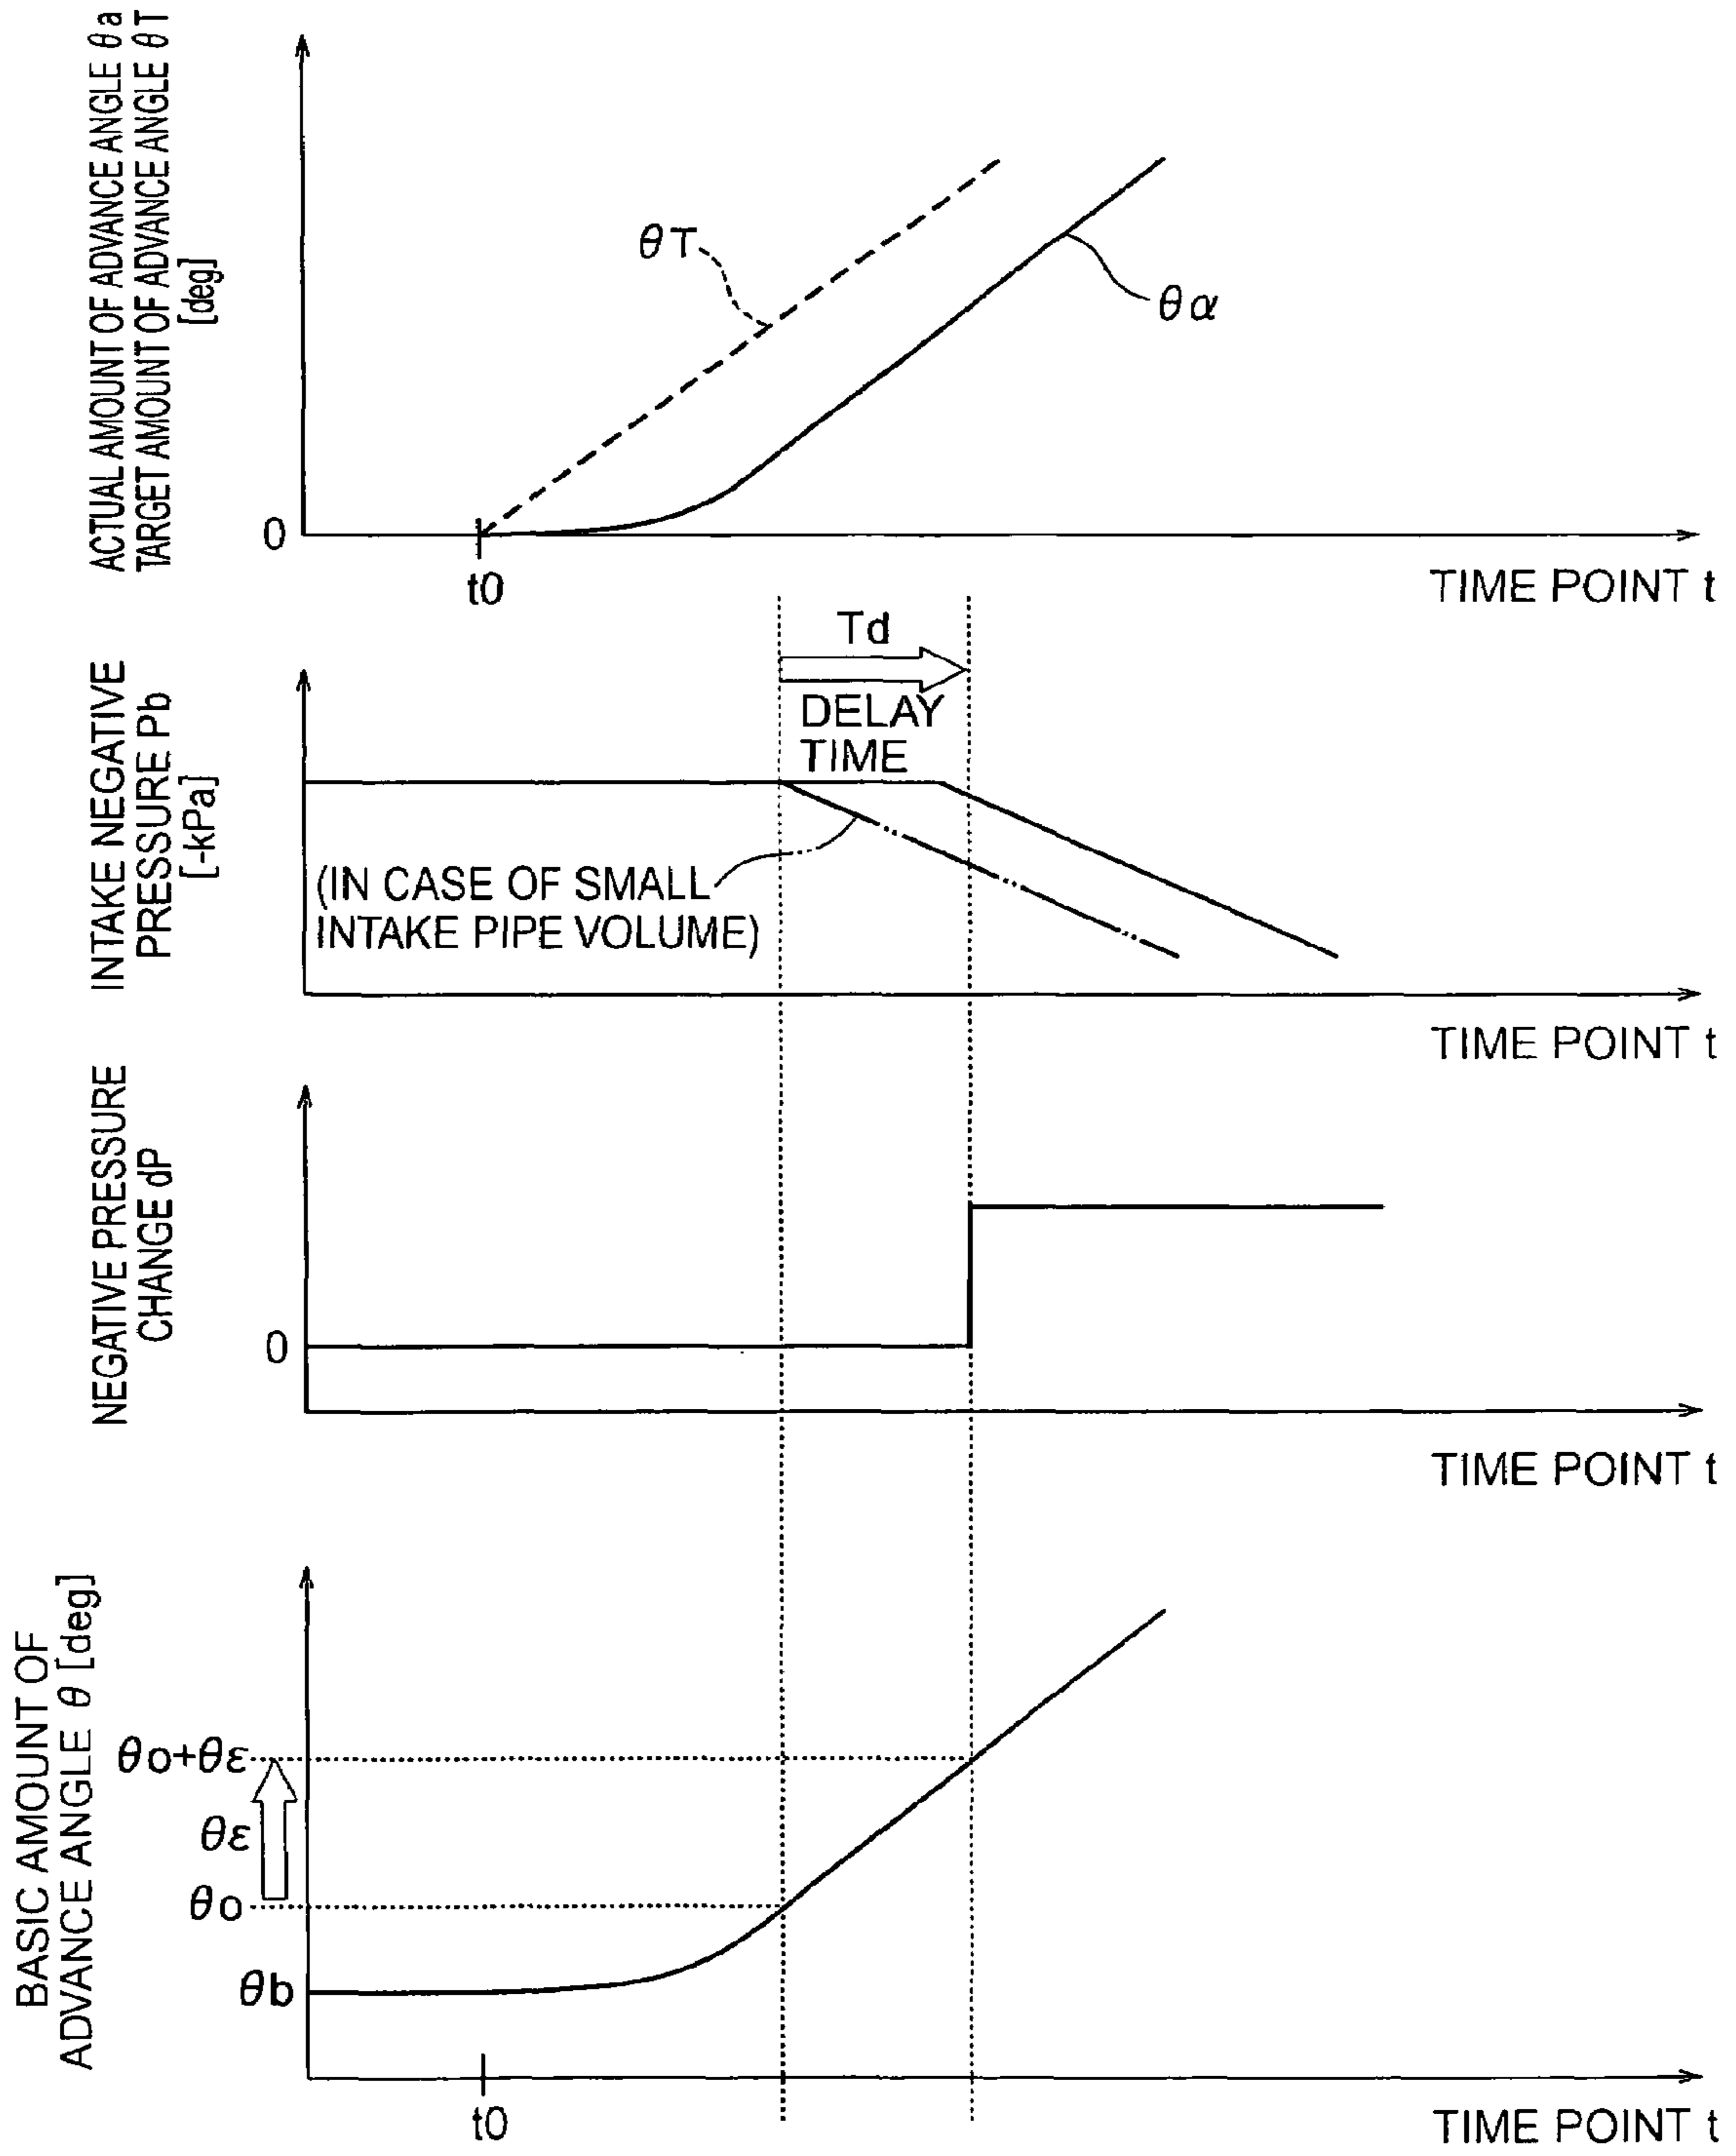 ACTUAL AMOUNT OF ADVANCE ANGLE θa
TARGET AMOUNT OF ADVANCE ANGLE θT
[deg]
θT
θα
0
t0
TIME POINT t
INTAKE NEGATIVE
PRESSURE Pb
[-kPa]
Td
DELAY
TIME
(IN CASE OF SMALL
INTAKE PIPE VOLUME)
TIME POINT t
NEGATIVE PRESSURE
CHANGE dP
0
TIME POINT t
BASIC AMOUNT OF
ADVANCE ANGLE θ [deg]
θo+θε
θε
θo
θb
t0
TIME POINT t